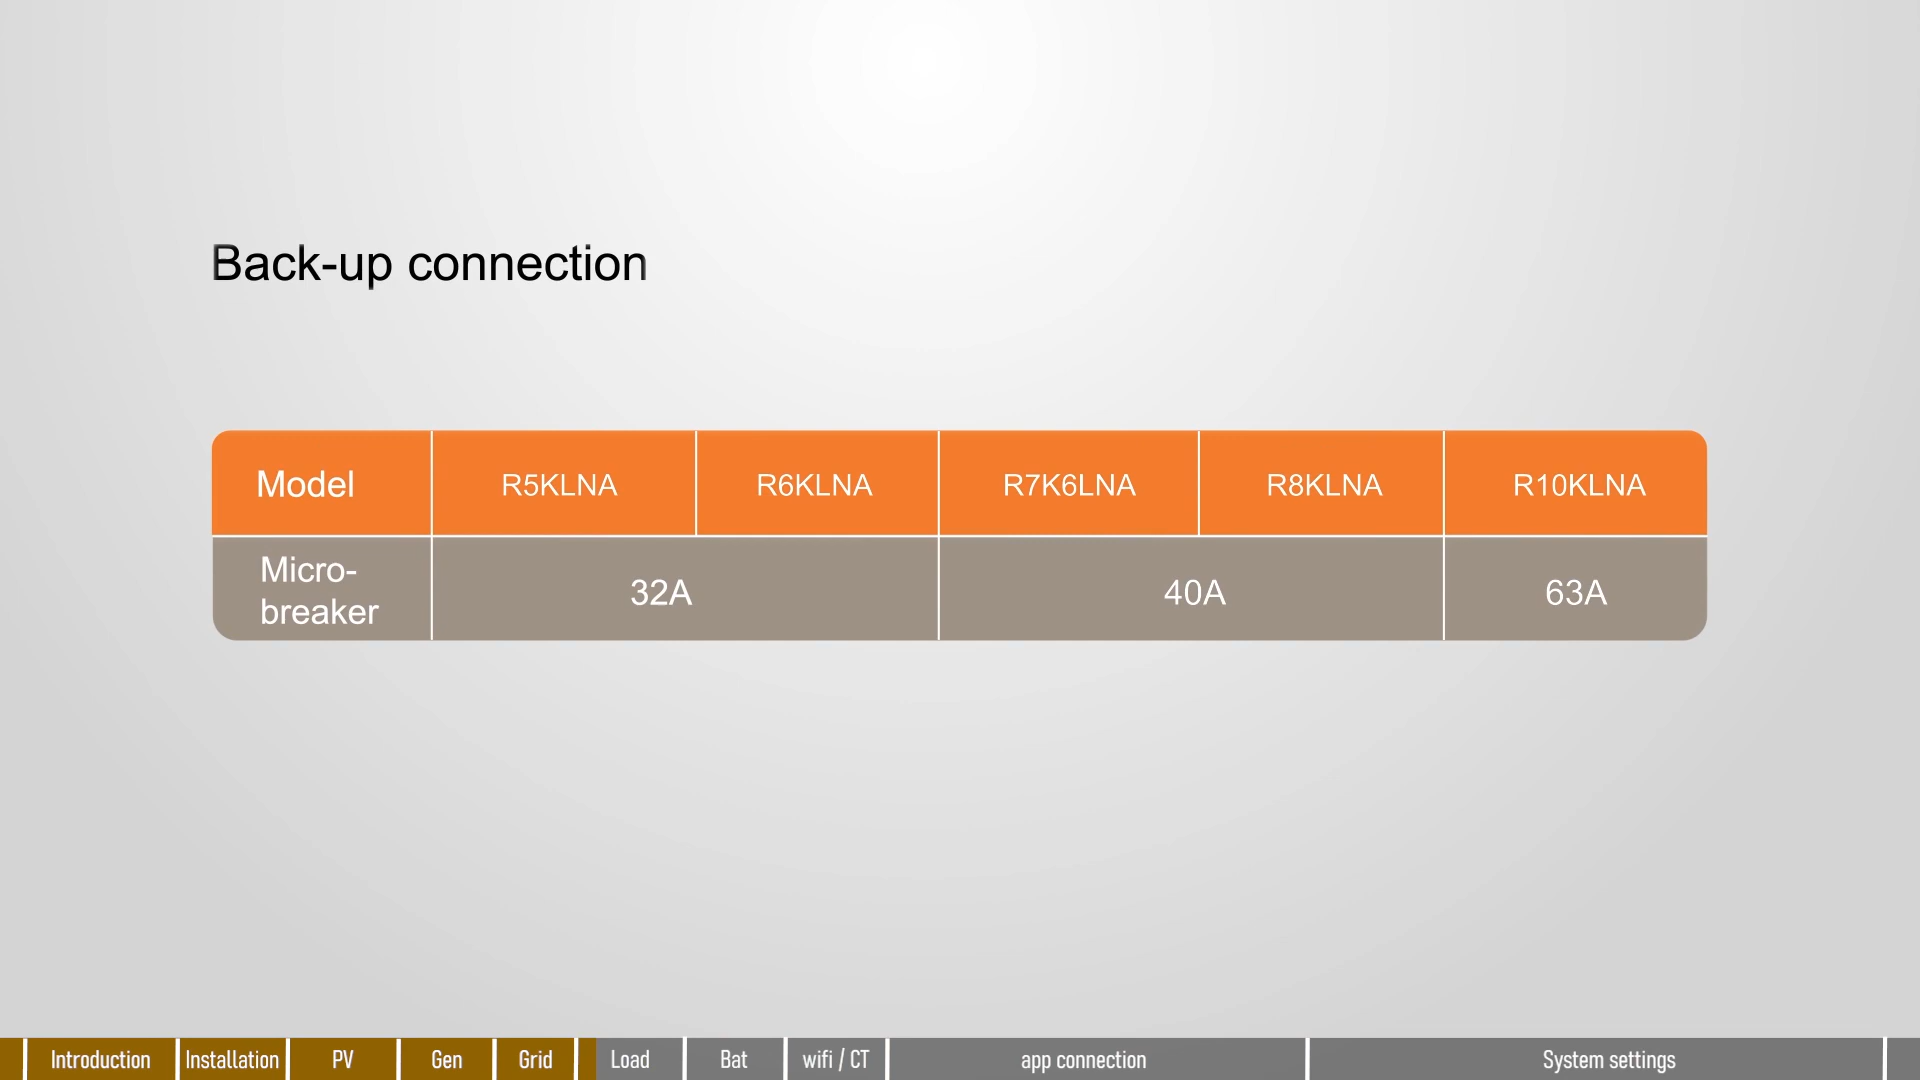 Back-up connection
Model R5KLNA R6KLNA R7K6LNA R8KLNA R10KLNA
Micro-
breaker 32A 40A 63A
Introduction Installation PV Gen Grid Load Bat wifi / CT app connection System settings